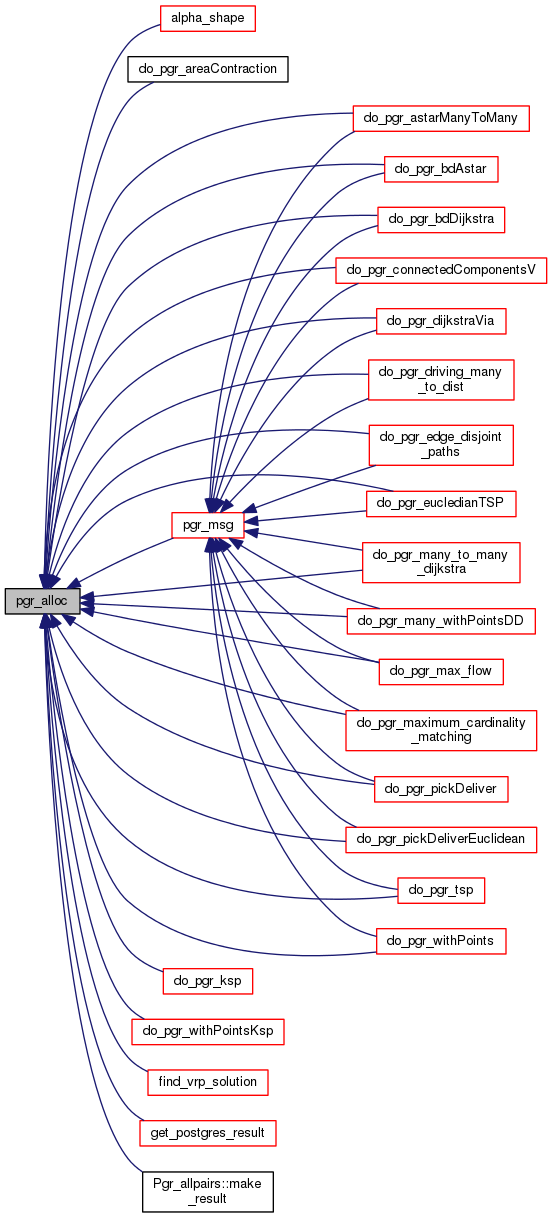 alpha_shape
do_pgr_areaContraction
do_pgr_astarManyToMany
do_pgr_bdAstar
do_pgr_bdDijkstra
do_pgr_connectedComponentsV
do_pgr_dijkstraVia
do_pgr_driving_many
_to_dist
do_pgr_edge_disjoint
_paths
do_pgr_eucledianTSP
pgr_msg
do_pgr_many_to_many
_dijkstra
pgr_alloc
do_pgr_many_withPointsDD
do_pgr_max_flow
do_pgr_maximum_cardinality
_matching
do_pgr_pickDeliver
do_pgr_pickDeliverEuclidean
do_pgr_tsp
do_pgr_withPoints
do_pgr_ksp
do_pgr_withPointsKsp
find_vrp_solution
get_postgres_result
Pgr_allpairs::make
_result